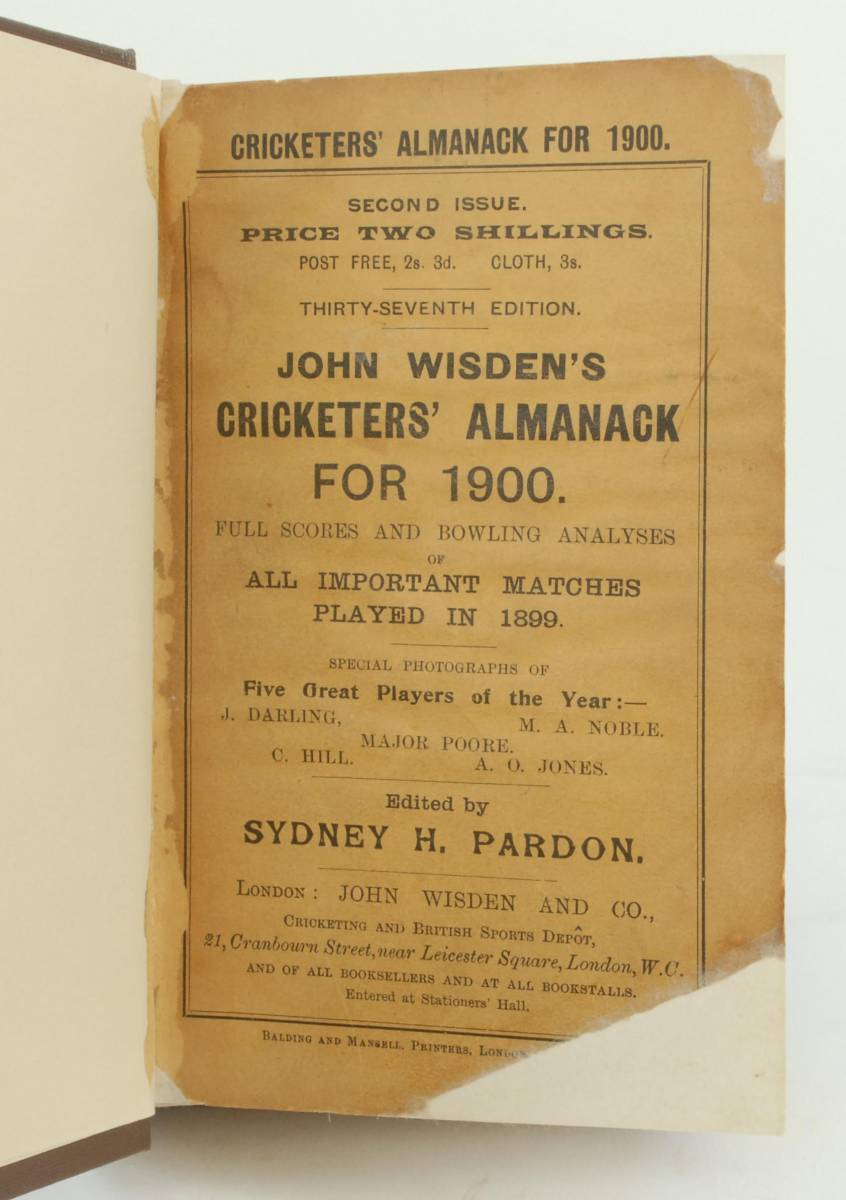 CRICKETERS' ALMANACK FOR 1900.
SECOND ISSUE.
PRICE TWO SHILLINGS.
POST FREE, 2s. 3d. CLOTH, 3s.
THIRTY-SEVENTH EDITION.
JOHN WISDEN'S
CRICKETERS' ALMANACK
FOR 1900.
FULL SCORES AND BOWLING ANALYSES
OF
ALL IMPORTANT MATCHES
PLAYED IN 1899.
SPECIAL PHOTOGRAPHS OF
Five Great Players of the Year:—
J. DARLING, M. A. NOBLE.
MAJOR POORE.
C. HILL. A. O. JONES.
Edited by
SYDNEY H. PARDON.
LONDON: JOHN WISDEN AND CO.,
CRICKETING AND BRITISH SPORTS DEPÔT,
21, Cranbourn Street, near Leicester Square, London, W.C.
AND OF ALL BOOKSELLERS AND AT ALL BOOKSTALLS.
Entered at Stationers' Hall.
BALDING AND MANSELL, PRINTERS, LONDON